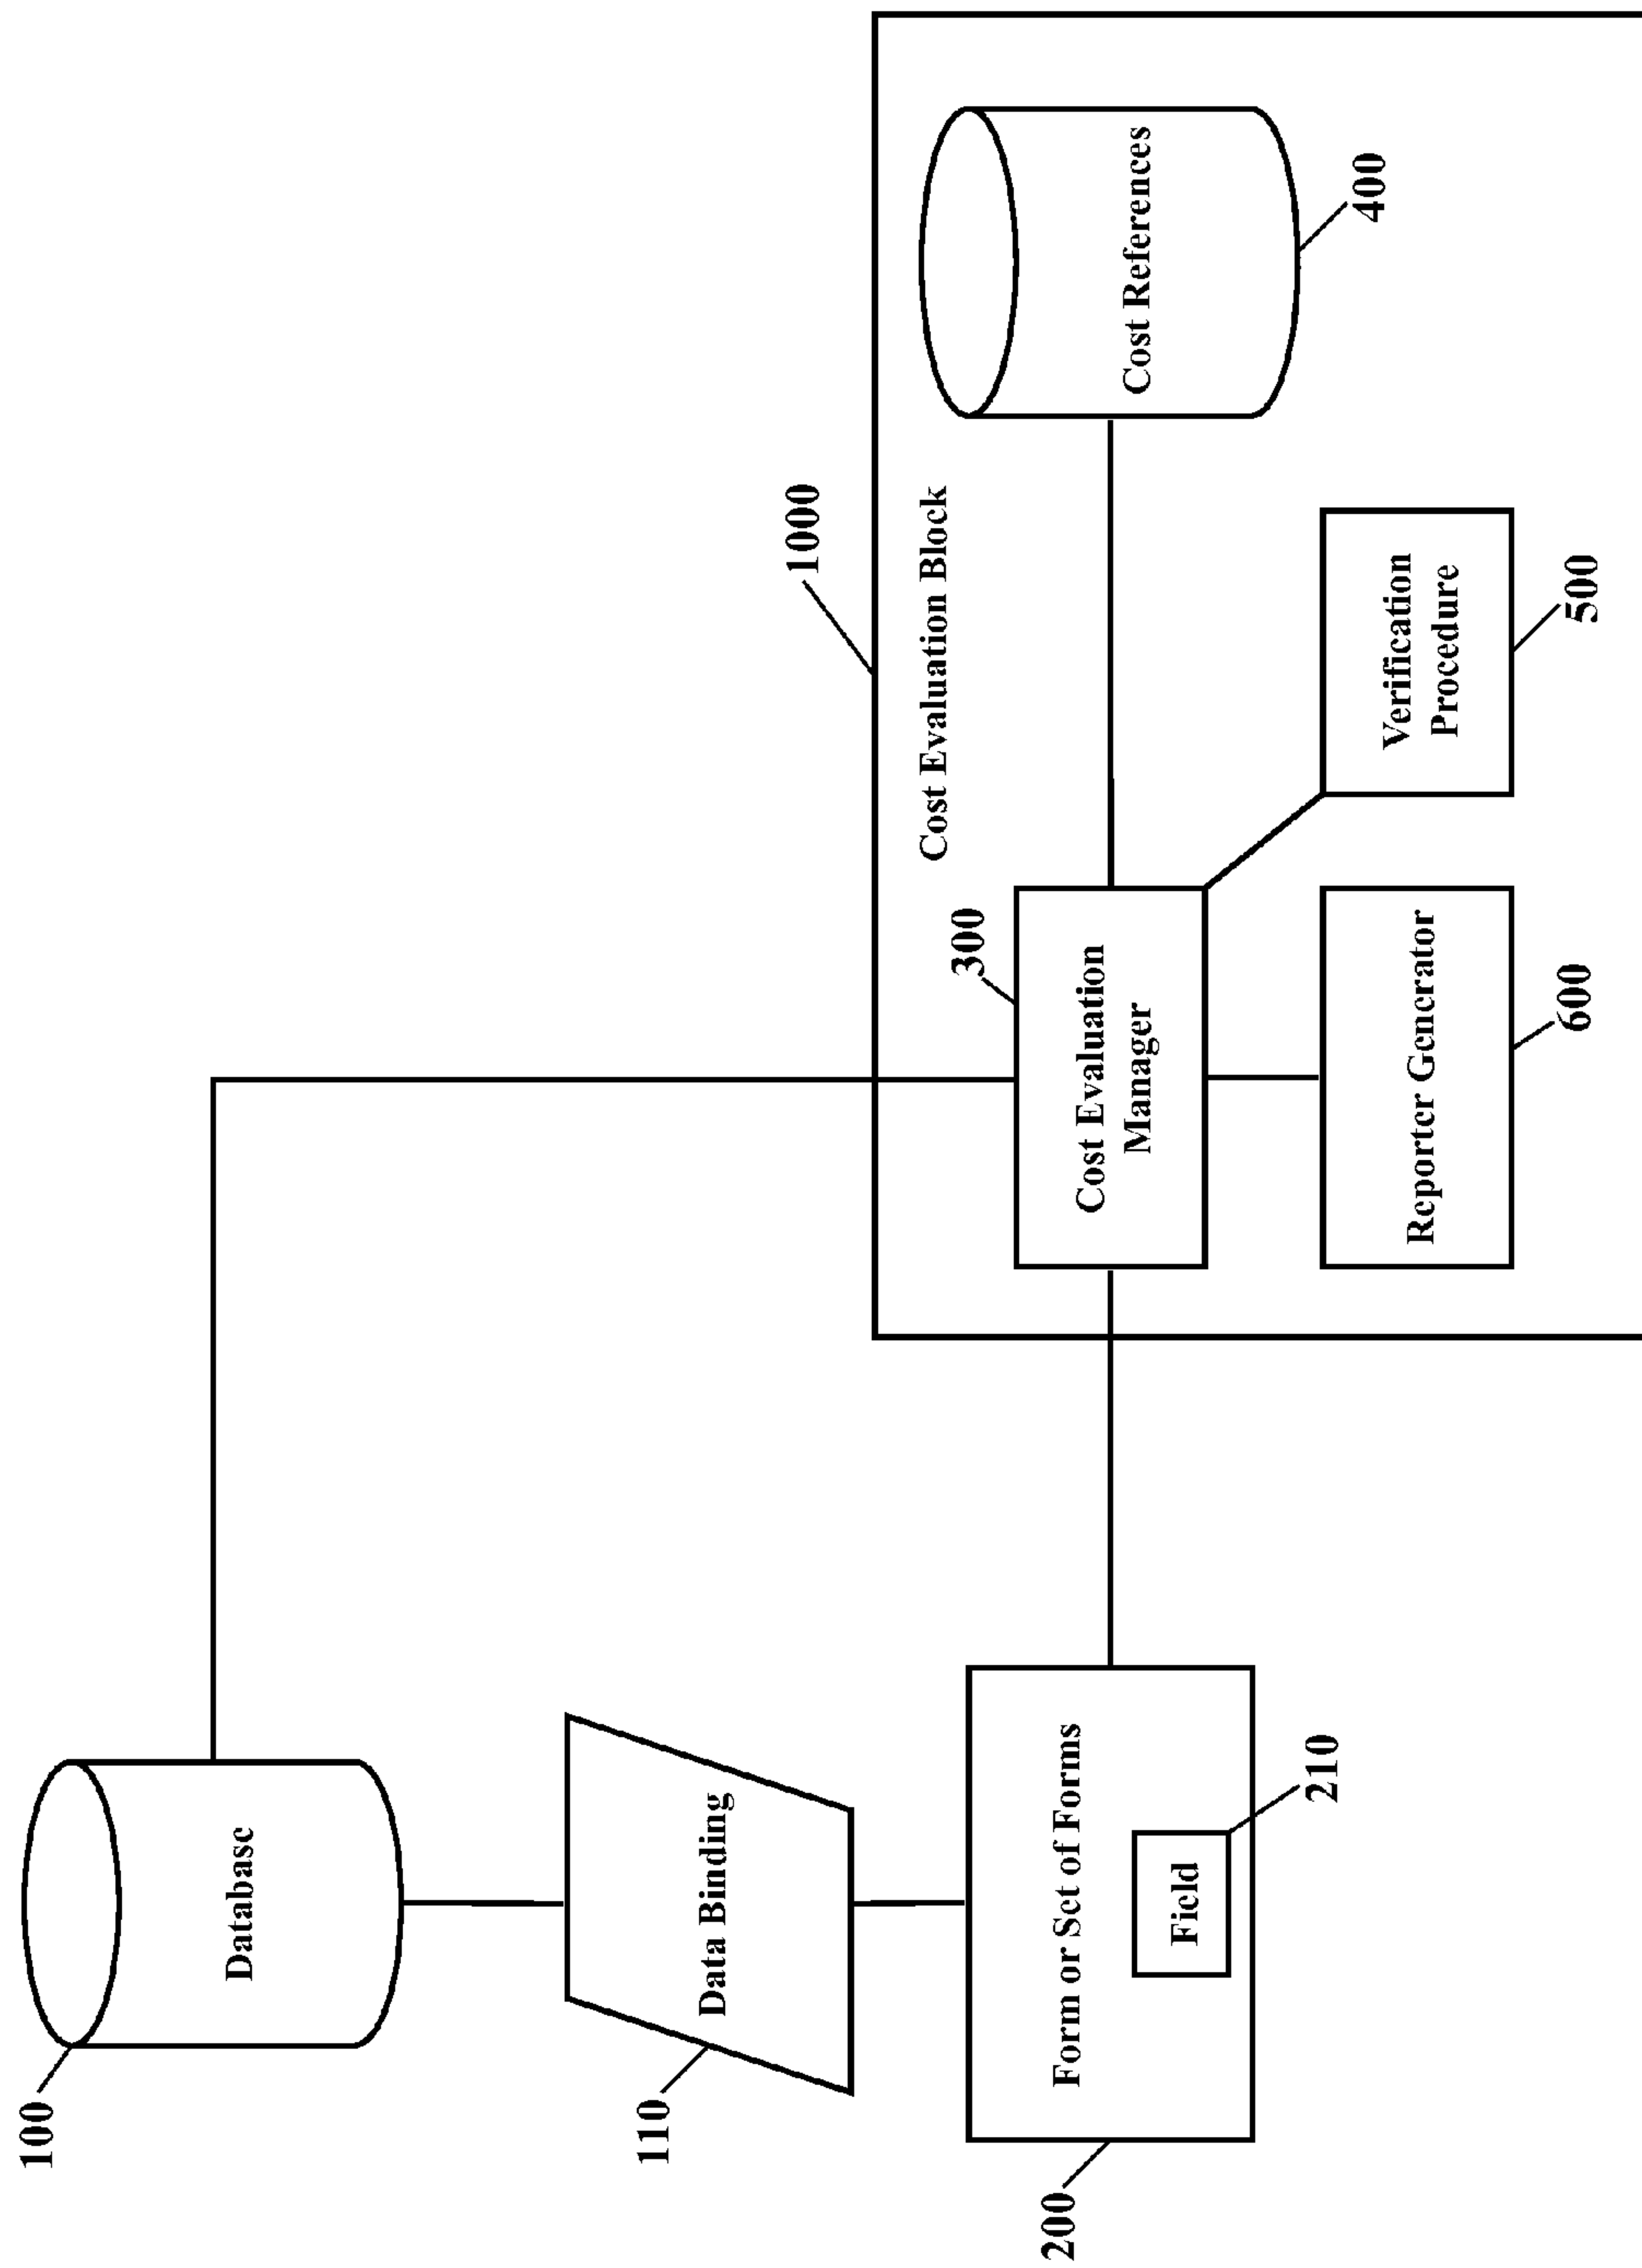 100
Database
110
Data Binding
200
Form or Set of Forms
Field
210
1000
Cost Evaluation Block
300
Cost Evaluation
Manager
Cost References
400
Verification
Procedure
500
Reporter Generator
600